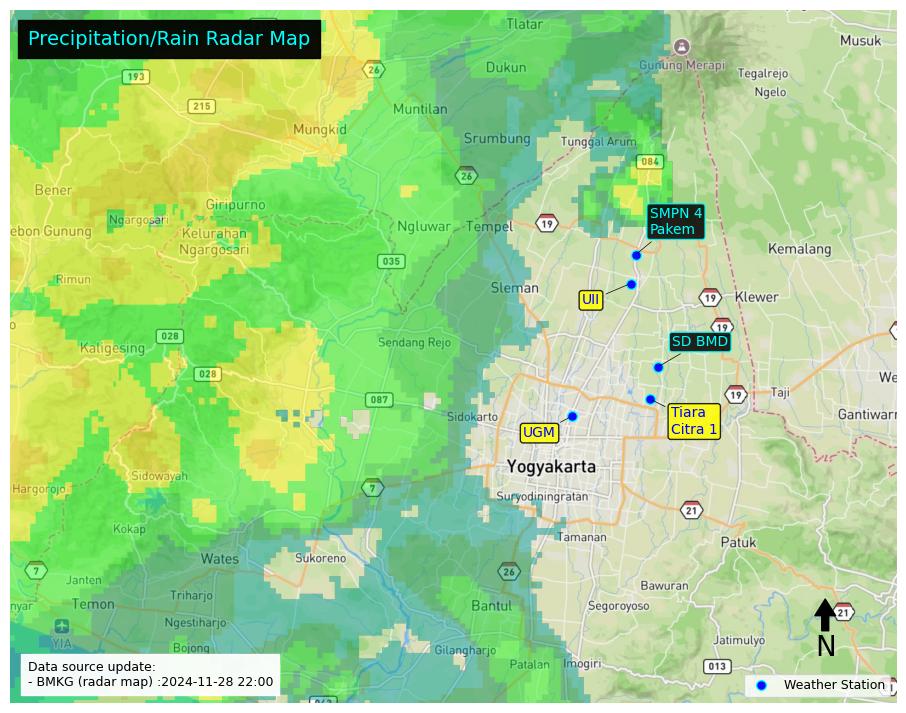 Precipitation/Rain Radar Map
Tlatar
Musuk
Gunung Merapi
26
193
Dukun
Tegalrejo
Ngelo
215
Muntilan
Mungkid
Srumbung
Tunggal Arum
084
26
Bener
Giripurno
Ngargosari
SMPN 4
Pakem
ebon Gunung
Kelurahan
Ngargosari
Ngluwar
Tempel
19
Kemalang
035
Rimun
Sleman
UII
19
Klewer
028
19
Kaligesing
Sendang Rejo
SD BMD
028
We
087
19
Taji
Sidokarto
Tiara
Citra 1
Gantiwarn
UGM
Yogyakarta
Sidowayah
Hargorojo
7
Suryodiningratan
21
Kokap
Tamanan
Patuk
Wates
Sukoreno
7
26
Janten
Bawuran
nyar
Temon
Triharjo
Bantul
Segoroyoso
21
Ngestiharjo
YIA
Jatimulyo
N
Bojong
Gilangharjo
Patalan
Imogiri
013
Data source update:
- BMKG (radar map) :2024-11-28 22:00
Weather Station